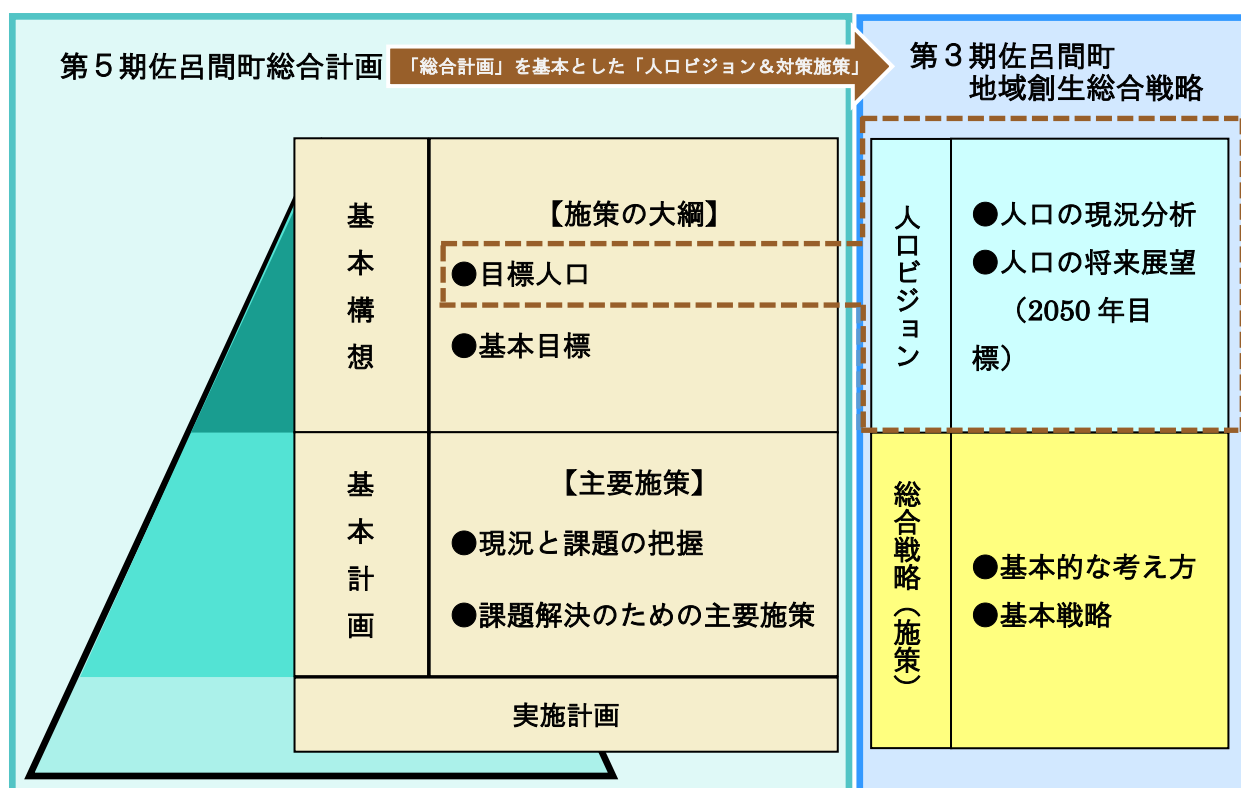 第５期佐呂間町総合計画
「総合計画」を基本とした「人口ビジョン＆対策施策」
基本構想
【施策の大綱】
●目標人口
●基本目標
基本計画
【主要施策】
●現況と課題の把握
●課題解決のための主要施策
実施計画
第３期佐呂間町
地域創生総合戦略
人口ビジョン
●人口の現況分析
●人口の将来展望
（2050 年目
標）
総合戦略（施策）
●基本的な考え方
●基本戦略